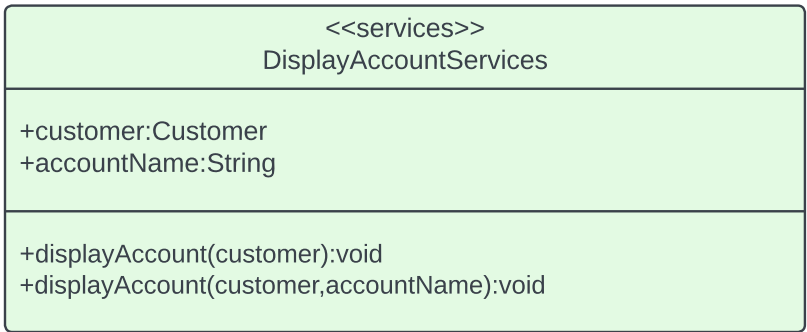 <<services>>
DisplayAccountServices
+customer:Customer
+accountName:String
+displayAccount(customer):void
+displayAccount(customer,accountName):void